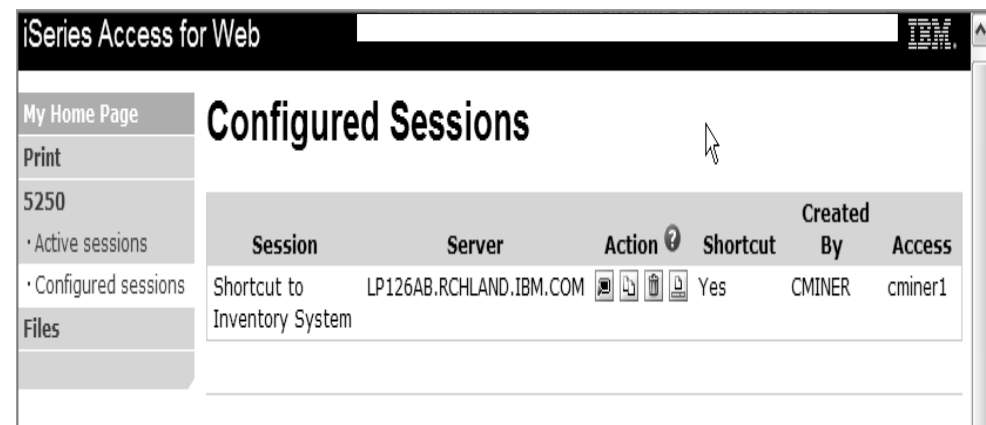 iSeries Access for Web
IBM.
My Home Page
Print
5250
· Active sessions
· Configured sessions
Files
Configured Sessions
Session Server Action ? Shortcut Created By Access
Shortcut to Inventory System LP126AB.RCHLAND.IBM.COM Yes CMINER cminer1